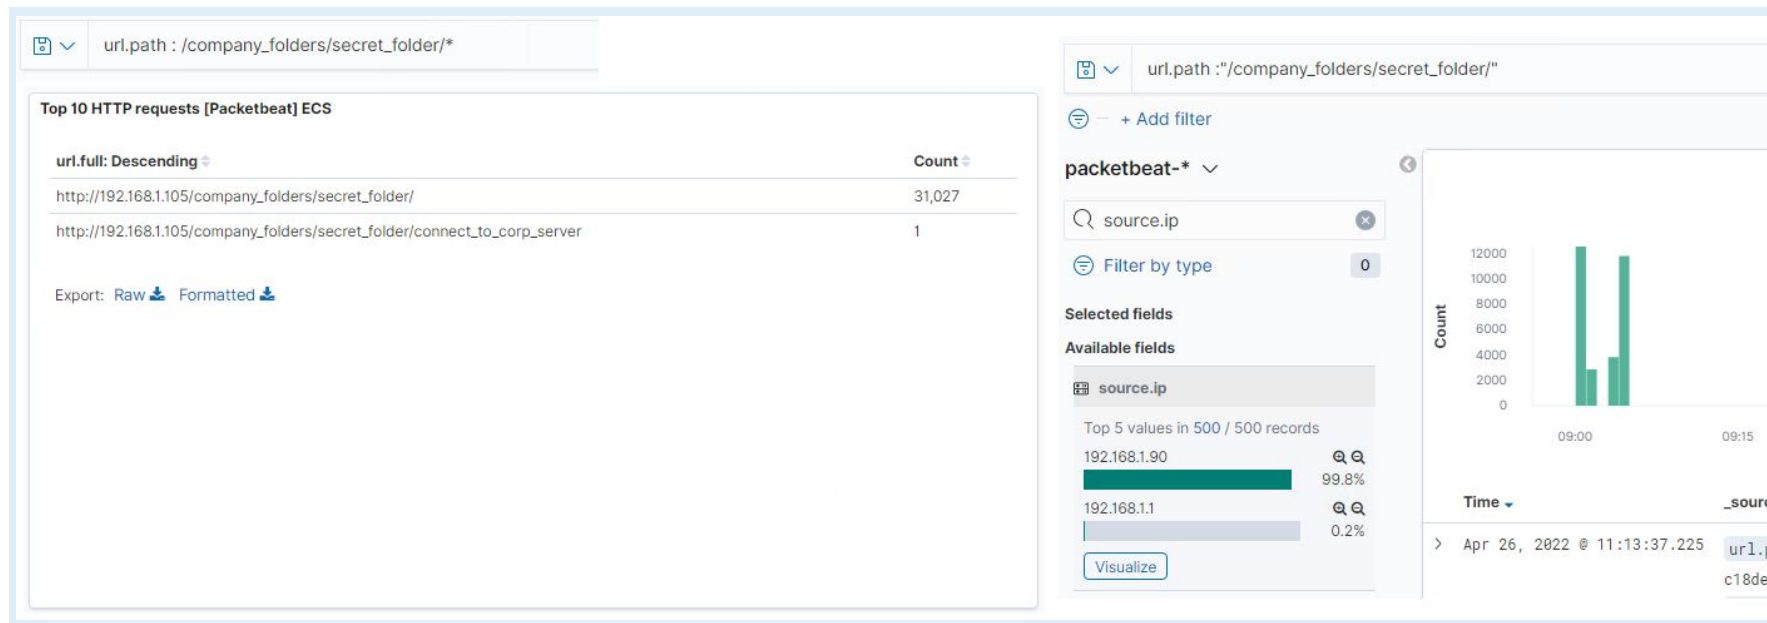 url.path : /company_folders/secret_folder/*
Top 10 HTTP requests [Packetbeat] ECS
url.full: Descending Count
http://192.168.1.105/company_folders/secret_folder/ 31,027
http://192.168.1.105/company_folders/secret_folder/connect_to_corp_server 1
Export: Raw Formatted
url.path :"/company_folders/secret_folder/"
+ Add filter
packetbeat-*
source.ip
Filter by type 0
Selected fields
Available fields
source.ip
Top 5 values in 500 / 500 records
192.168.1.90
99.8%
192.168.1.1
0.2%
Visualize
Count
12000
10000
8000
6000
4000
2000
0
09:00 09:15
Time _sourc
Apr 26, 2022 @ 11:13:37.225 url.p
c18de